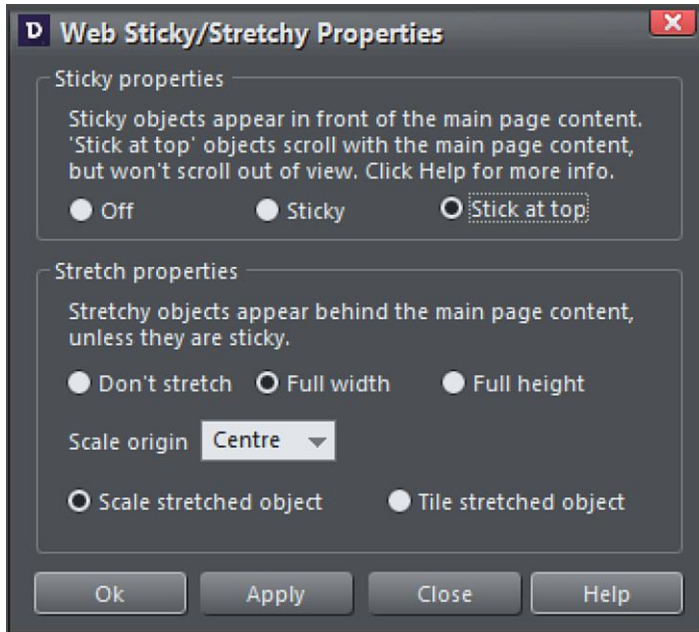 D Web Sticky/Stretchy Properties
Sticky properties
Sticky objects appear in front of the main page content.
'Stick at top' objects scroll with the main page content,
but won't scroll out of view. Click Help for more info.
Off Sticky Stick at top
Stretch properties
Stretchy objects appear behind the main page content,
unless they are sticky.
Don't stretch Full width Full height
Scale origin Centre
Scale stretched object Tile stretched object
Ok Apply Close Help